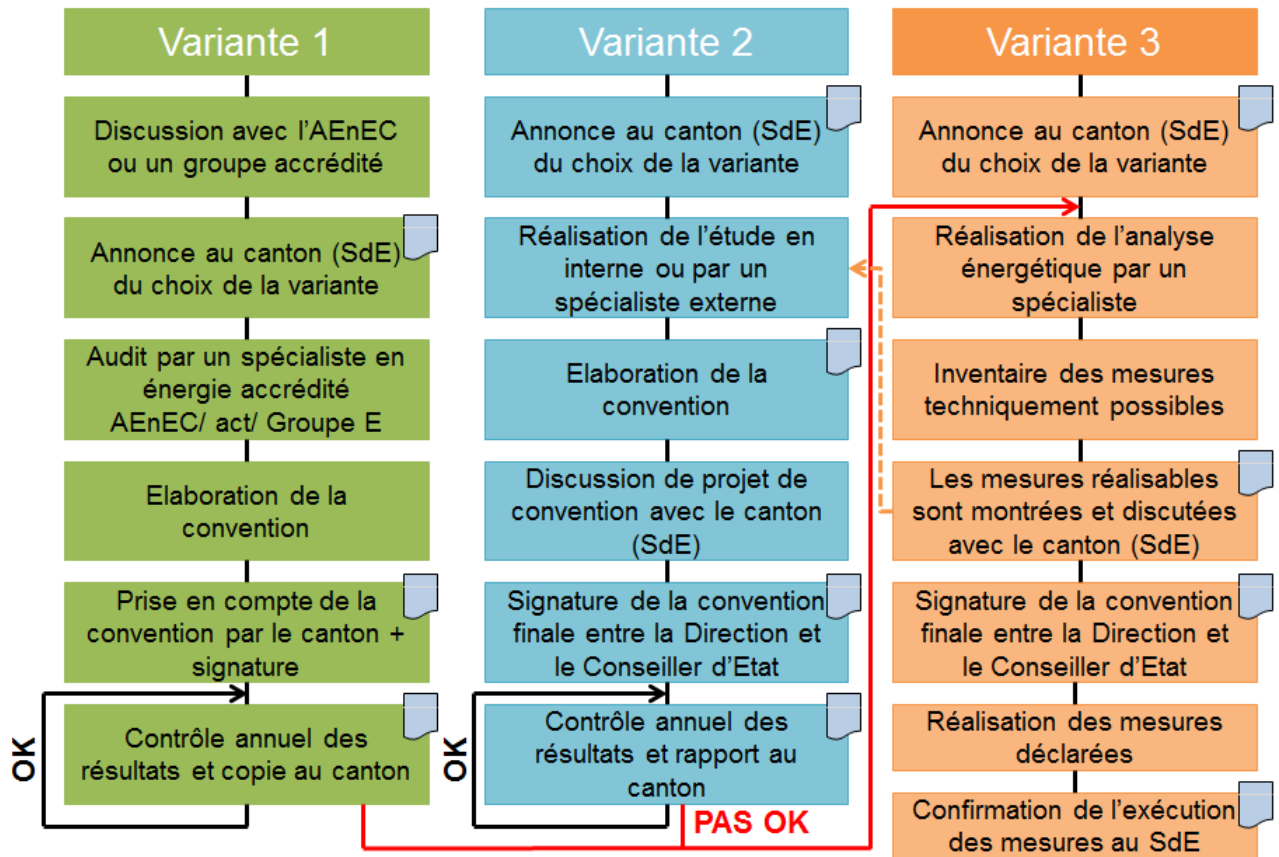 Variante 1
Discussion avec l'AEnEC
ou un groupe accrédité
Annonce au canton (SdE)
du choix de la variante
Audit par un spécialiste en
énergie accrédité
AEnEC/ act/ Groupe E
Elaboration de la
convention
Prise en compte de la
convention par le canton +
signature
OK
Contrôle annuel des
résultats et copie au canton
Variante 2
Annonce au canton (SdE)
du choix de la variante
Réalisation de l'étude en
interne ou par un
spécialiste externe
Elaboration de la
convention
Discussion de projet de
convention avec le canton
(SdE)
Signature de la convention
finale entre la Direction et
le Conseiller d'Etat
OK
Contrôle annuel des
résultats et rapport au
canton
PAS OK
Variante 3
Annonce au canton (SdE)
du choix de la variante
Réalisation de l'analyse
énergétique par un
spécialiste
Inventaire des mesures
techniquement possibles
Les mesures réalisables
sont montrées et discutées
avec le canton (SdE)
Signature de la convention
finale entre la Direction et
le Conseiller d'Etat
Réalisation des mesures
déclarées
Confirmation de l'exécution
des mesures au SdE